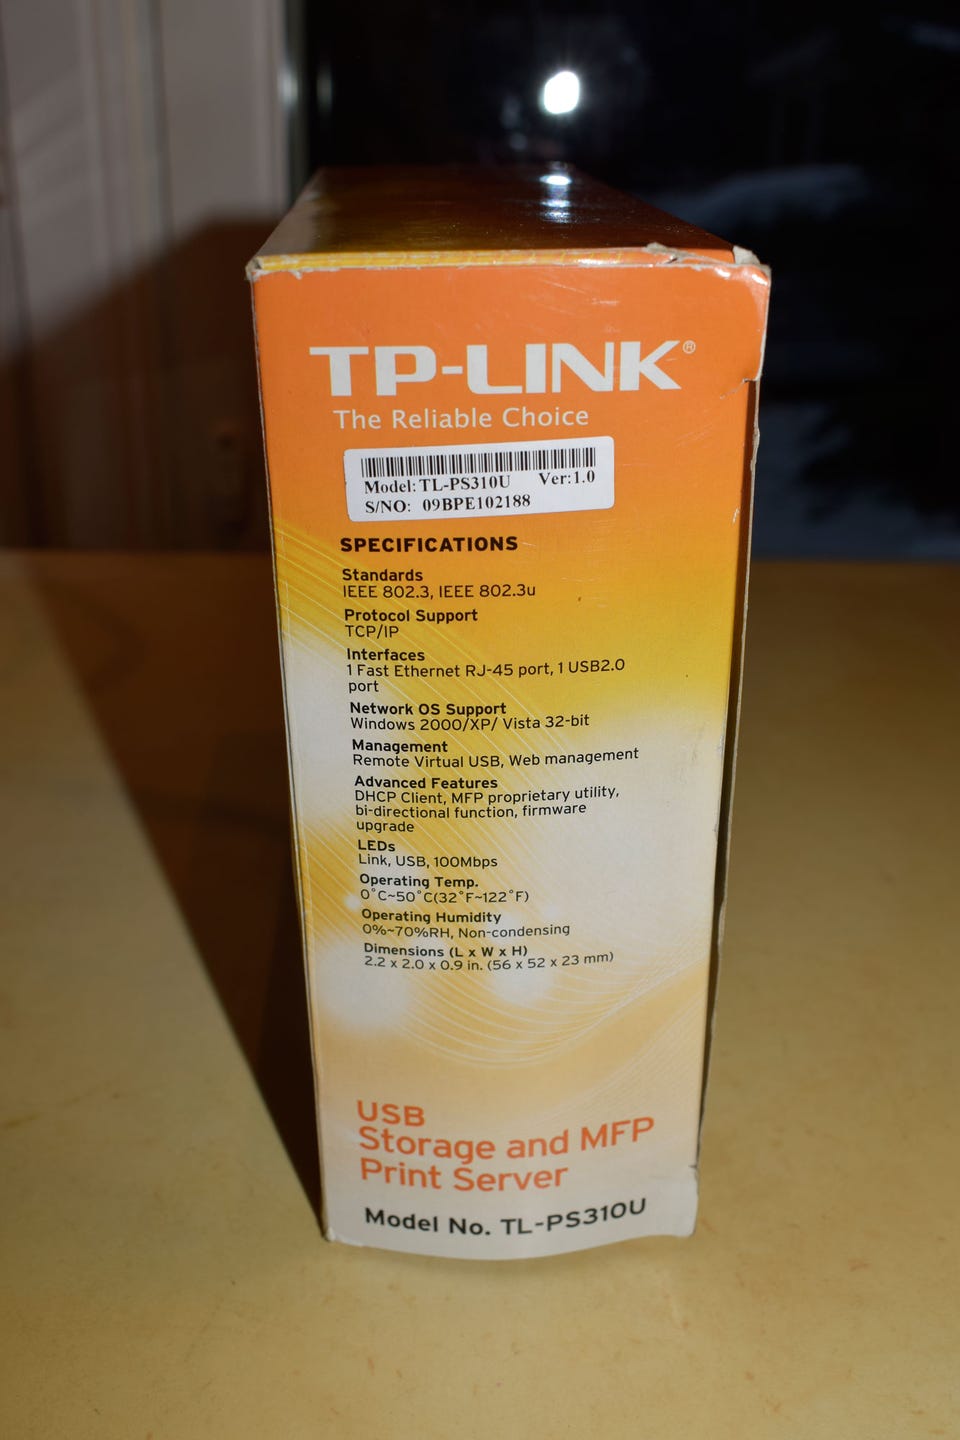 TP-LINK®
The Reliable Choice
Model: TL-PS310U Ver:1.0
S/NO: 09BPE102188
SPECIFICATIONS
Standards
IEEE 802.3, IEEE 802.3u
Protocol Support
TCP/IP
Interfaces
1 Fast Ethernet RJ-45 port, 1 USB2.0
port
Network OS Support
Windows 2000/XP/ Vista 32-bit
Management
Remote Virtual USB, Web management
Advanced Features
DHCP Client, MFP proprietary utility,
bi-directional function, firmware
upgrade
LEDs
Link, USB, 100Mbps
Operating Temp.
0˚C~50˚C(32˚F~122˚F)
Operating Humidity
0%~70%RH, Non-condensing
Dimensions (L x W x H)
2.2 x 2.0 x 0.9 in. (56 x 52 x 23 mm)
USB
Storage and MFP
Print Server
Model No. TL-PS310U